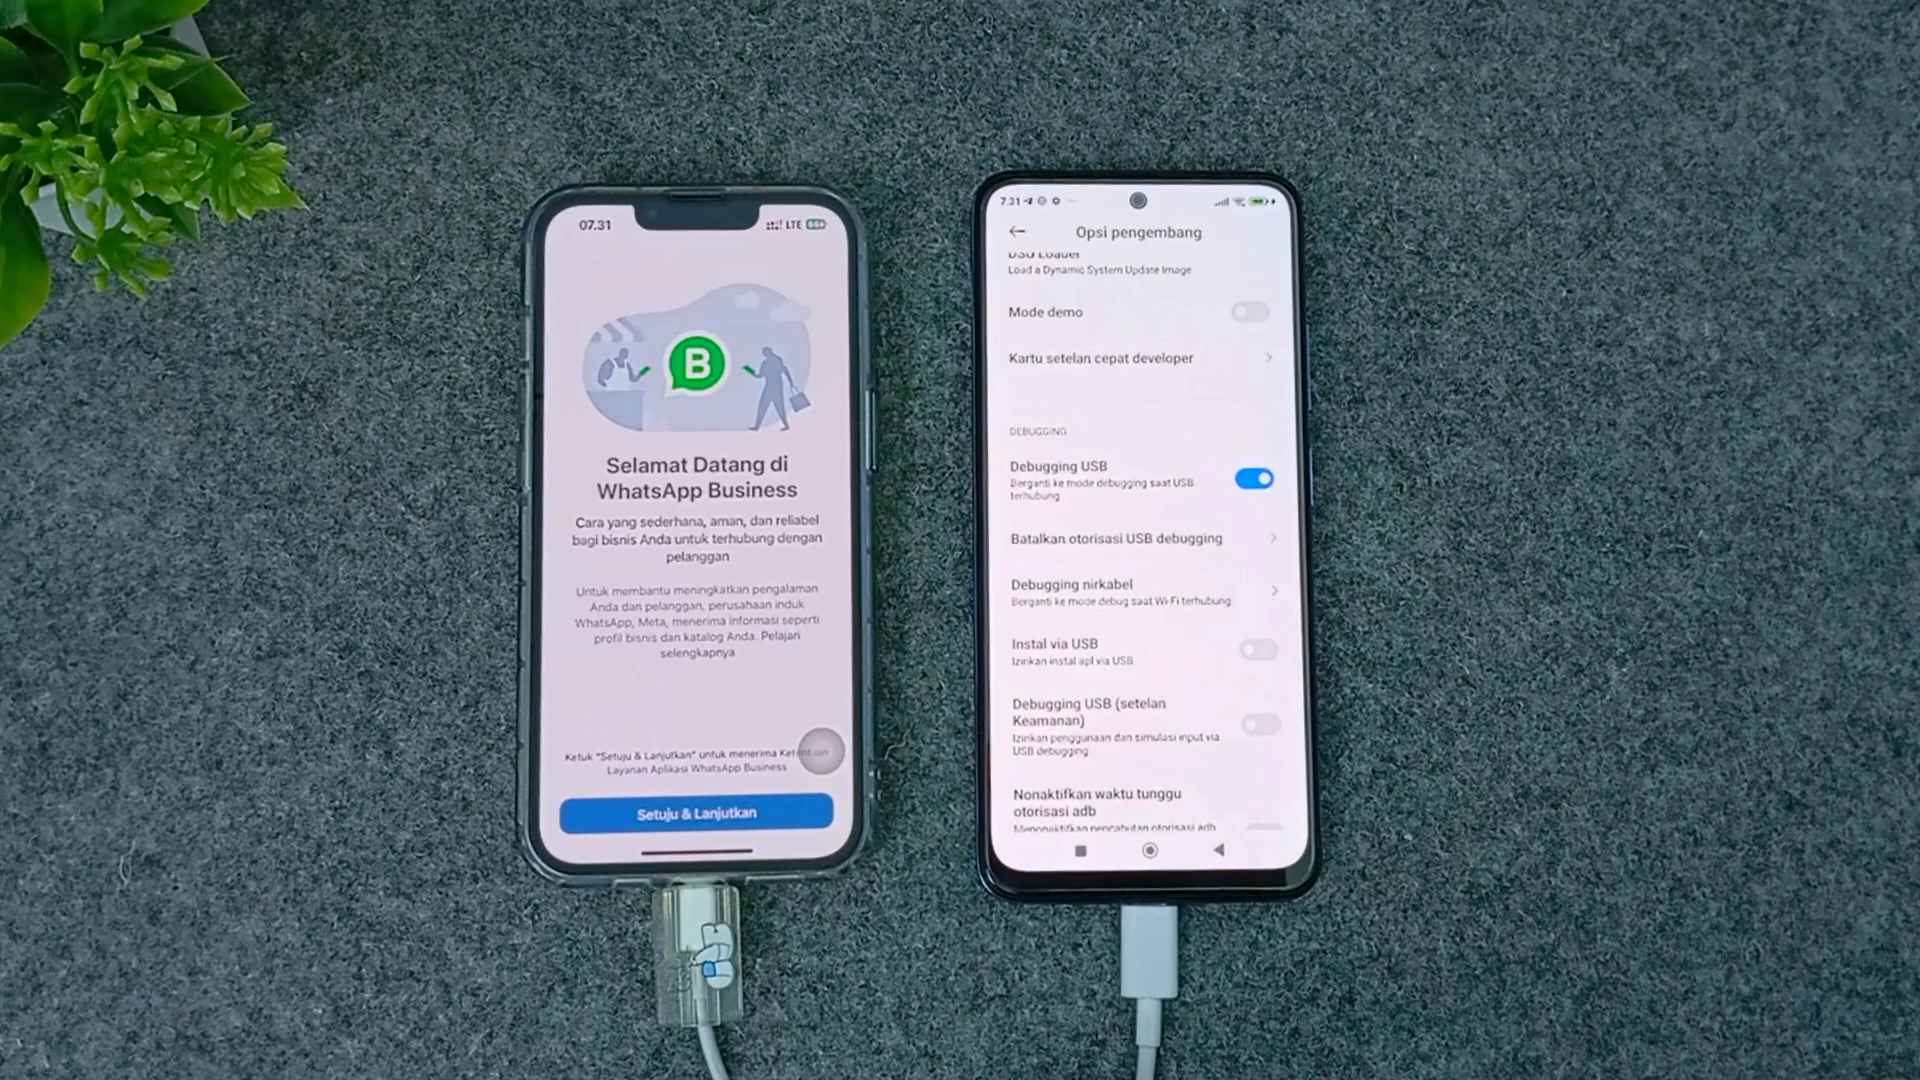 07.31
LTE
B
Selamat Datang di
WhatsApp Business
Cara yang sederhana, aman, dan reliabel
bagi bisnis Anda untuk terhubung dengan
pelanggan
Untuk membantu meningkatkan pengalaman
Anda dan pelanggan, perusahaan induk
WhatsApp, Meta, menerima informasi seperti
profil bisnis dan katalog Anda. Pelajari
selengkapnya
Ketuk "Setuju & Lanjutkan" untuk menerima Ketentuan
Layanan Aplikasi WhatsApp Business
Setuju & Lanjutkan
7.31
Opsi pengembang
DSU Loader
Load a Dynamic System Update Image
Mode demo
Kartu setelan cepat developer
DEBUGGING
Debugging USB
Berganti ke mode debugging saat USB
terhubung
Batalkan otorisasi USB debugging
Debugging nirkabel
Berganti ke mode debug saat Wi-Fi terhubung
Instal via USB
Izinkan instal apl via USB
Debugging USB (setelan
Keamanan)
Izinkan penggunaan dan simulasi input via
USB debugging
Nonaktifkan waktu tunggu
otorisasi adb
Menonaktifkan pencabutan otorisasi adb